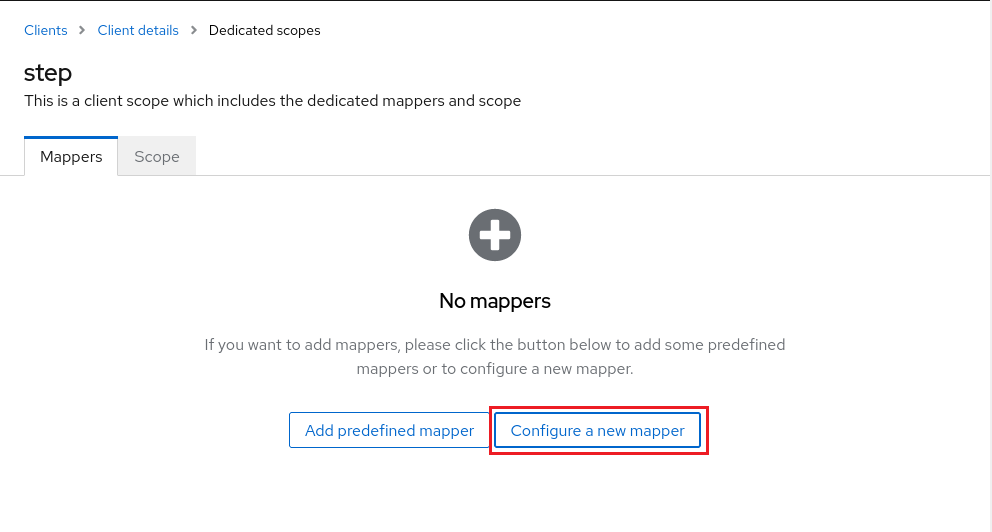 Clients > Client details > Dedicated scopes
step
This is a client scope which includes the dedicated mappers and scope
Mappers Scope
No mappers
If you want to add mappers, please click the button below to add some predefined
mappers or to configure a new mapper.
Add predefined mapper Configure a new mapper